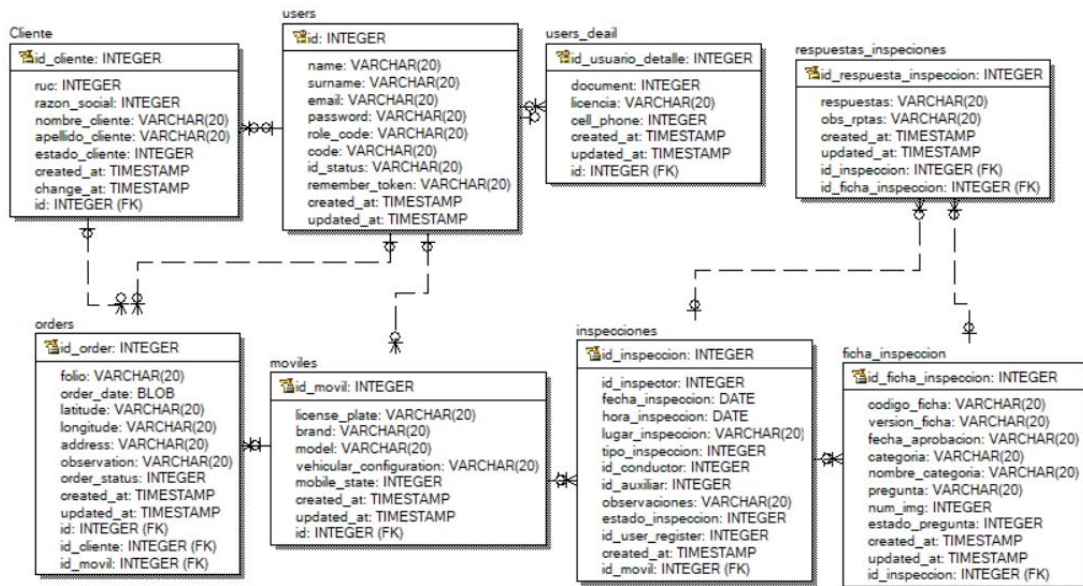 Cliente
id_cliente: INTEGER
ruc: INTEGER
razon_social: INTEGER
nombre_cliente: VARCHAR(20)
apellido_cliente: VARCHAR(20)
estado_cliente: INTEGER
created_at: TIMESTAMP
change_at: TIMESTAMP
id: INTEGER (FK)
users
id: INTEGER
name: VARCHAR(20)
surname: VARCHAR(20)
email: VARCHAR(20)
password: VARCHAR(20)
role_code: VARCHAR(20)
code: VARCHAR(20)
id_status: VARCHAR(20)
remember_token: VARCHAR(20)
created_at: TIMESTAMP
updated_at: TIMESTAMP
users_deail
id_usuario_detalle: INTEGER
document: INTEGER
licencia: VARCHAR(20)
cell_phone: INTEGER
created_at: TIMESTAMP
updated_at: TIMESTAMP
id: INTEGER (FK)
respuestas_inspeciones
id_respuesta_inspeccion: INTEGER
respuestas: VARCHAR(20)
obs_rptas: VARCHAR(20)
created_at: TIMESTAMP
updated_at: TIMESTAMP
id_inspeccion: INTEGER (FK)
id_ficha_inspeccion: INTEGER (FK)
orders
id_order: INTEGER
folio: VARCHAR(20)
order_date: BLOB
latitude: VARCHAR(20)
longitude: VARCHAR(20)
address: VARCHAR(20)
observation: VARCHAR(20)
order_status: INTEGER
created_at: TIMESTAMP
updated_at: TIMESTAMP
id: INTEGER (FK)
id_cliente: INTEGER (FK)
id_movil: INTEGER (FK)
moviles
id_movil: INTEGER
license_plate: VARCHAR(20)
brand: VARCHAR(20)
model: VARCHAR(20)
vehicular_configuration: VARCHAR(20)
mobile_state: INTEGER
created_at: TIMESTAMP
updated_at: TIMESTAMP
id: INTEGER (FK)
inspecciones
id_inspeccion: INTEGER
id_inspector: INTEGER
fecha_inspeccion: DATE
hora_inspeccion: DATE
lugar_inspeccion: VARCHAR(20)
tipo_inspeccion: INTEGER
id_conductor: INTEGER
id_auxiliar: INTEGER
observaciones: VARCHAR(20)
estado_inspeccion: INTEGER
id_user_register: INTEGER
created_at: TIMESTAMP
id_movil: INTEGER (FK)
ficha_inspeccion
id_ficha_inspeccion: INTEGER
codigo_ficha: VARCHAR(20)
version_ficha: VARCHAR(20)
fecha_aprobacion: VARCHAR(20)
categoria: VARCHAR(20)
nombre_categoria: VARCHAR(20)
pregunta: VARCHAR(20)
num_img: INTEGER
estado_pregunta: INTEGER
created_at: TIMESTAMP
updated_at: TIMESTAMP
id_inspeccion: INTEGER (FK)